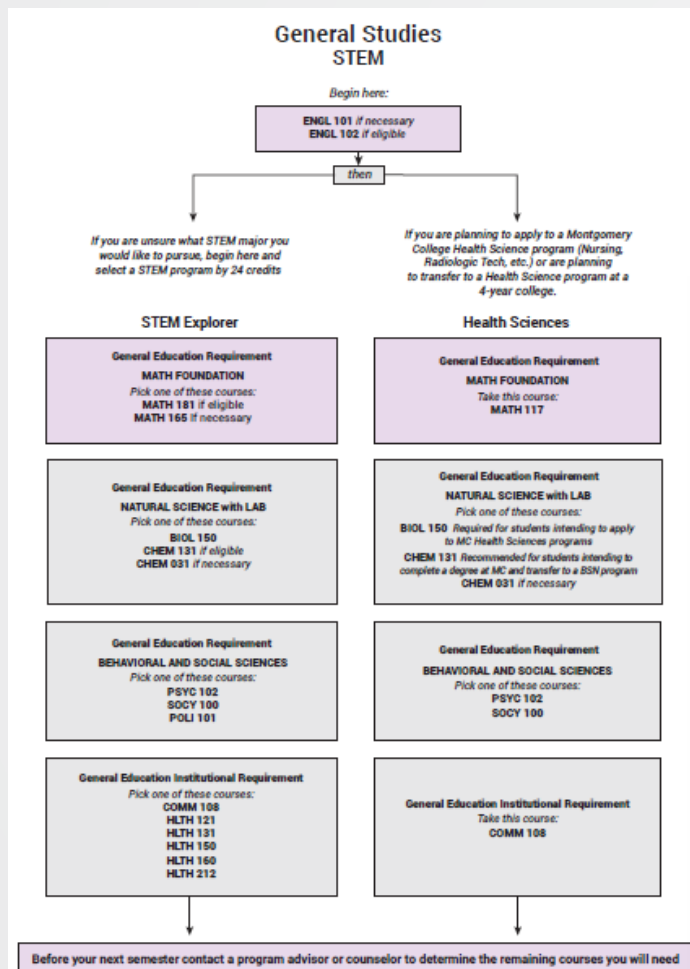 General Studies
STEM
Begin here:
ENGL 101 if necessary
ENGL 102 if eligible
then
If you are unsure what STEM major you
would like to pursue, begin here and
select a STEM program by 24 credits
If you are planning to apply to a Montgomery
College Health Science program (Nursing,
Radiologic Tech, etc.) or are planning
to transfer to a Health Science program at a
4-year college.
STEM Explorer
General Education Requirement
MATH FOUNDATION
Pick one of these courses:
MATH 181 if eligible
MATH 165 if necessary
General Education Requirement
NATURAL SCIENCE with LAB
Pick one of these courses:
BIOL 150
CHEM 131 if eligible
CHEM 031 if necessary
General Education Requirement
BEHAVIORAL AND SOCIAL SCIENCES
Pick one of these courses:
PSYC 102
SOCY 100
POLI 101
General Education Institutional Requirement
Pick one of these courses:
COMM 108
HLTH 121
HLTH 131
HLTH 150
HLTH 160
HLTH 212
Health Sciences
General Education Requirement
MATH FOUNDATION
Take this course:
MATH 117
General Education Requirement
NATURAL SCIENCE with LAB
Pick one of these courses:
BIOL 150 Required for students intending to apply
to MC Health Sciences programs
CHEM 131 Recommended for students intending to
complete a degree at MC and transfer to a BSN program
CHEM 031 if necessary
General Education Requirement
BEHAVIORAL AND SOCIAL SCIENCES
Pick one of these courses:
PSYC 102
SOCY 100
General Education Institutional Requirement
Take this course:
COMM 108
Before your next semester contact a program advisor or counselor to determine the remaining courses you will need